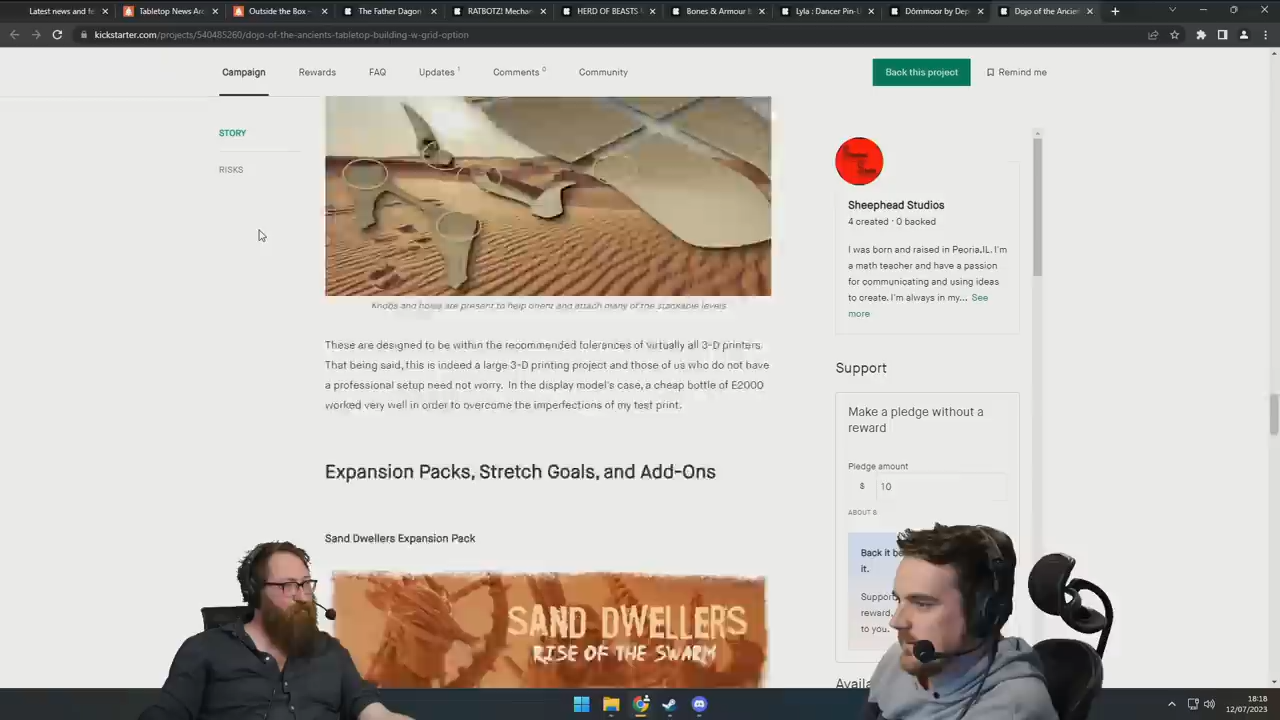 Latest news and fe
Tabletop News Arc
Outside the Box –
The Father Dagon
RATBOTZ! Mechan
HERD OF BEASTS
Bones & Armour b
Lyla : Dancer Pin-U
Dômmoor by Dep
Dojo of the Ancien
kickstarter.com/projects/540485260/dojo-of-the-ancients-tabletop-building-w-grid-option
Campaign
Rewards
FAQ
Updates 1
Comments 0
Community
Back this project
Remind me
STORY
RISKS
Knobs and holes are present to help orient and attach many of the stackable levels.
These are designed to be within the recommended tolerances of virtually all 3-D printers.
That being said, this is indeed a large 3-D printing project and those of us who do not have
a professional setup need not worry. In the display model's case, a cheap bottle of E2000
worked very well in order to overcome the imperfections of my test print.
Expansion Packs, Stretch Goals, and Add-Ons
Sand Dwellers Expansion Pack
SAND DWELLERS
RISE OF THE SWARM
Sheephead Studios
4 created · 0 backed
I was born and raised in Peoria,IL. I'm
a math teacher and have a passion
for communicating and using ideas
to create. I'm always in my... See
more
Support
Make a pledge without a
reward
Pledge amount
$ 10
ABOUT $
Back it be
it.
Support
reward,
to you.
Availa
18:18
12/07/2023